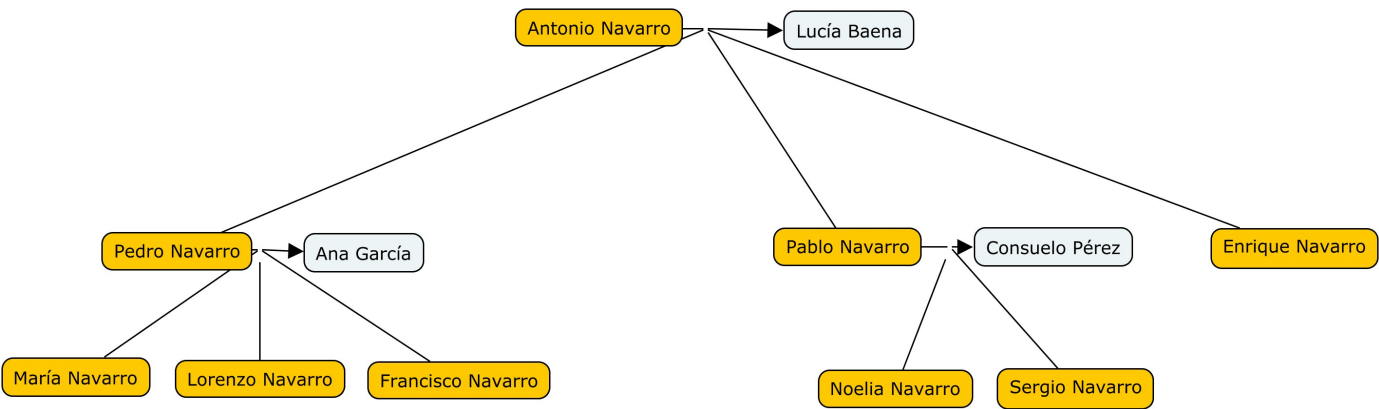 Antonio Navarro
Lucía Baena
Pedro Navarro
Ana García
Pablo Navarro
Consuelo Pérez
Enrique Navarro
María Navarro
Lorenzo Navarro
Francisco Navarro
Noelia Navarro
Sergio Navarro